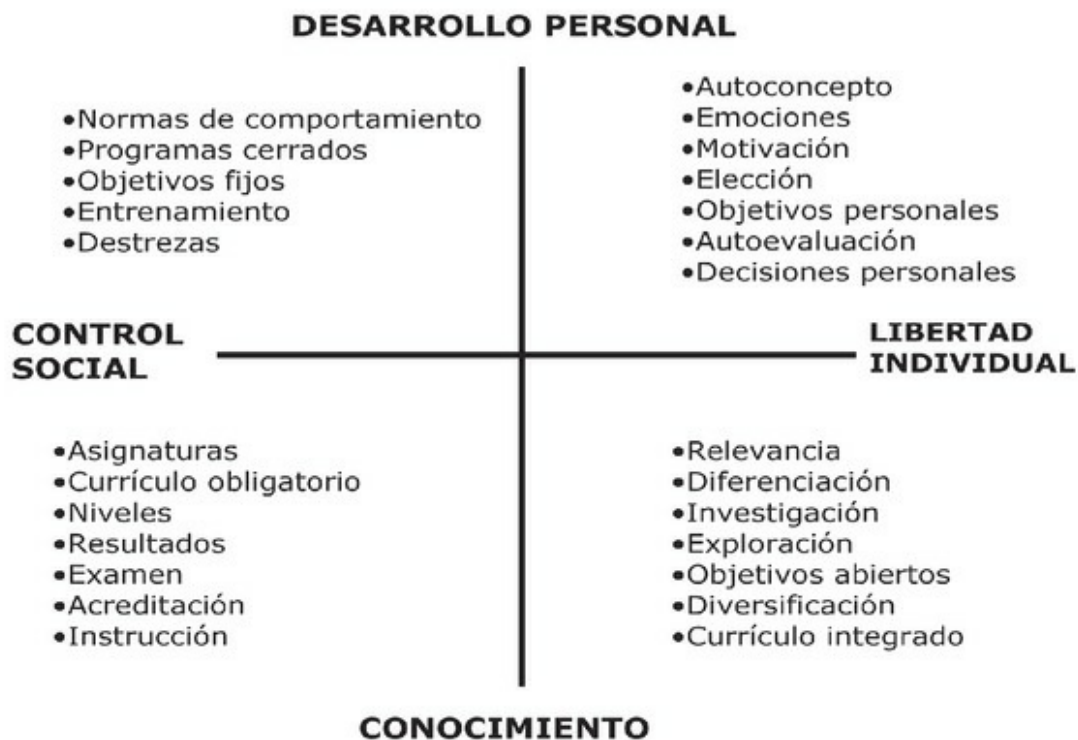 DESARROLLO PERSONAL
•Normas de comportamiento
•Programas cerrados
•Objetivos fijos
•Entrenamiento
•Destrezas
•Autoconcepto
•Emociones
•Motivación
•Elección
•Objetivos personales
•Autoevaluación
•Decisiones personales
CONTROL
SOCIAL
LIBERTAD
INDIVIDUAL
•Asignaturas
•Currículo obligatorio
•Niveles
•Resultados
•Examen
•Acreditación
•Instrucción
•Relevancia
•Diferenciación
•Investigación
•Exploración
•Objetivos abiertos
•Diversificación
•Currículo integrado
CONOCIMIENTO